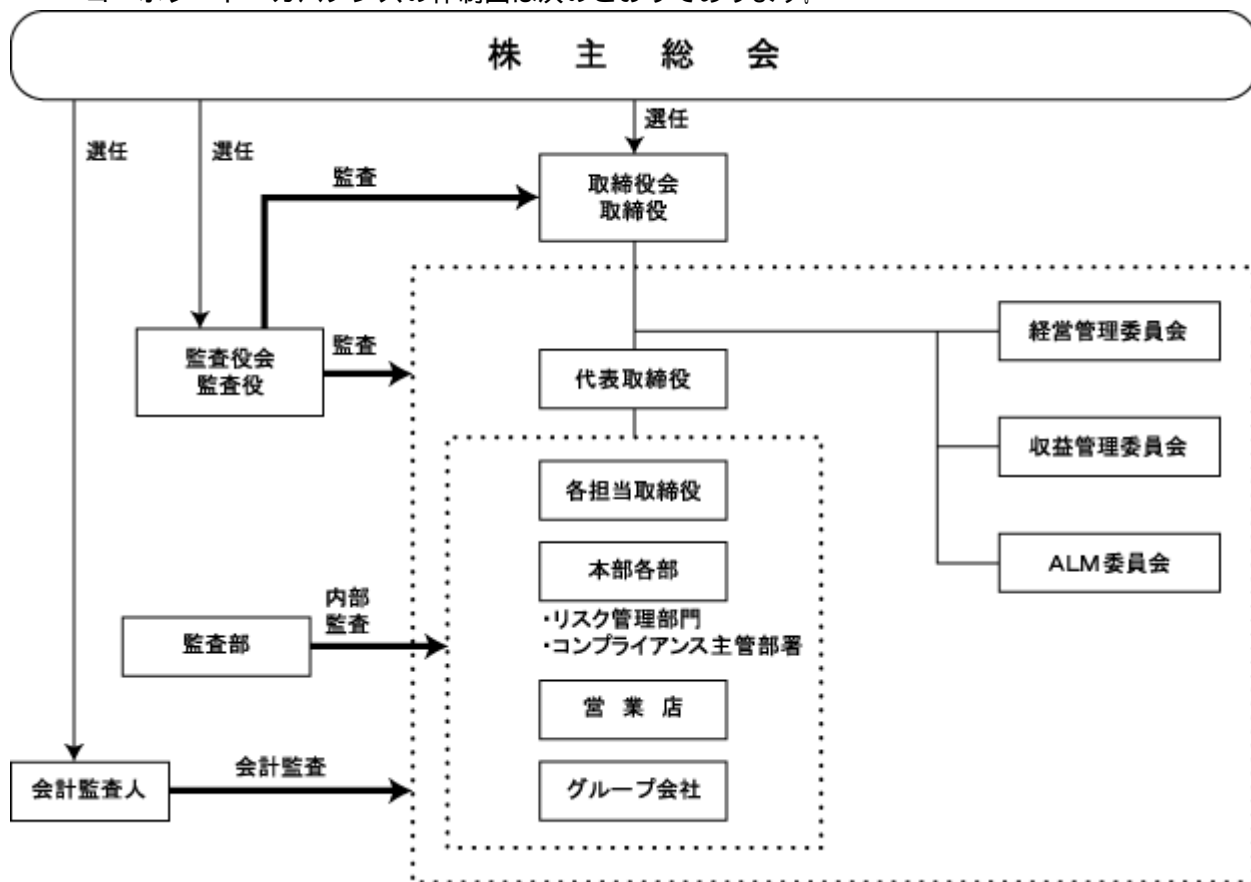 株主総会
選任
選任
選任
監査
取締役会
取締役
監査役会
監査役
監査
経営管理委員会
代表取締役
収益管理委員会
各担当取締役
ALM委員会
本部各部
・リスク管理部門
・コンプライアンス主管部署
内部
監査
監査部
営業店
会計監査
会計監査人
グループ会社